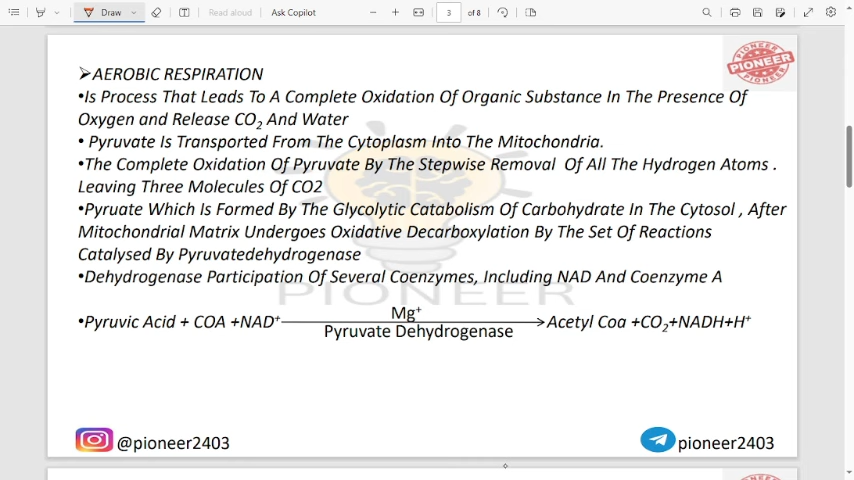 Draw
Read aloud
Ask Copilot
3
of 8
PIONEER
➢AEROBIC RESPIRATION
•Is Process That Leads To A Complete Oxidation Of Organic Substance In The Presence Of
Oxygen and Release CO₂ And Water
• Pyruvate Is Transported From The Cytoplasm Into The Mitochondria.
•The Complete Oxidation Of Pyruvate By The Stepwise Removal Of All The Hydrogen Atoms .
Leaving Three Molecules Of CO2
•Pyruate Which Is Formed By The Glycolytic Catabolism Of Carbohydrate In The Cytosol , After
Mitochondrial Matrix Undergoes Oxidative Decarboxylation By The Set Of Reactions
Catalysed By Pyruvatedehydrogenase
•Dehydrogenase Participation Of Several Coenzymes, Including NAD And Coenzyme A
PIONEER
Mg⁺
•Pyruvic Acid + COA +NAD⁺ → Acetyl Coa +CO₂+NADH+H⁺
Pyruvate Dehydrogenase
@pioneer2403
pioneer2403